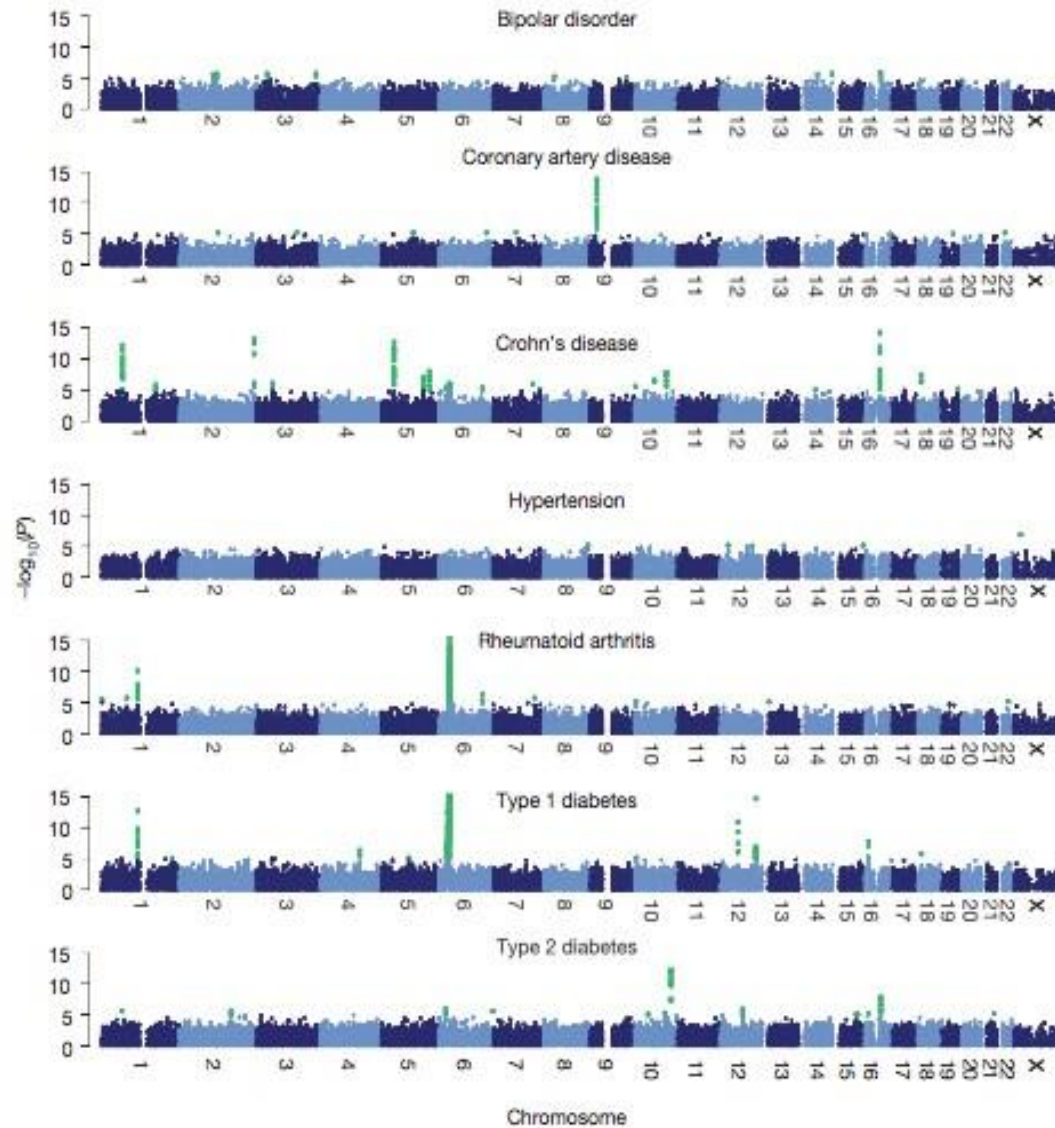 Bipolar disorder
15
10
5
0
1 2 3 4 5 6 7 8 9 10 11 12 13 14 15 16 17 18 19 20 21 22 X
Coronary artery disease
15
10
5
0
1 2 3 4 5 6 7 8 9 10 11 12 13 14 15 16 17 18 19 20 21 22 X
Crohn's disease
15
10
5
0
1 2 3 4 5 6 7 8 9 10 11 12 13 14 15 16 17 18 19 20 21 22 X
Hypertension
15
10
5
0
1 2 3 4 5 6 7 8 9 10 11 12 13 14 15 16 17 18 19 20 21 22 X
−log₁₀(P)
Rheumatoid arthritis
15
10
5
0
1 2 3 4 5 6 7 8 9 10 11 12 13 14 15 16 17 18 19 20 21 22 X
Type 1 diabetes
15
10
5
0
1 2 3 4 5 6 7 8 9 10 11 12 13 14 15 16 17 18 19 20 21 22 X
Type 2 diabetes
15
10
5
0
1 2 3 4 5 6 7 8 9 10 11 12 13 14 15 16 17 18 19 20 21 22 X
Chromosome